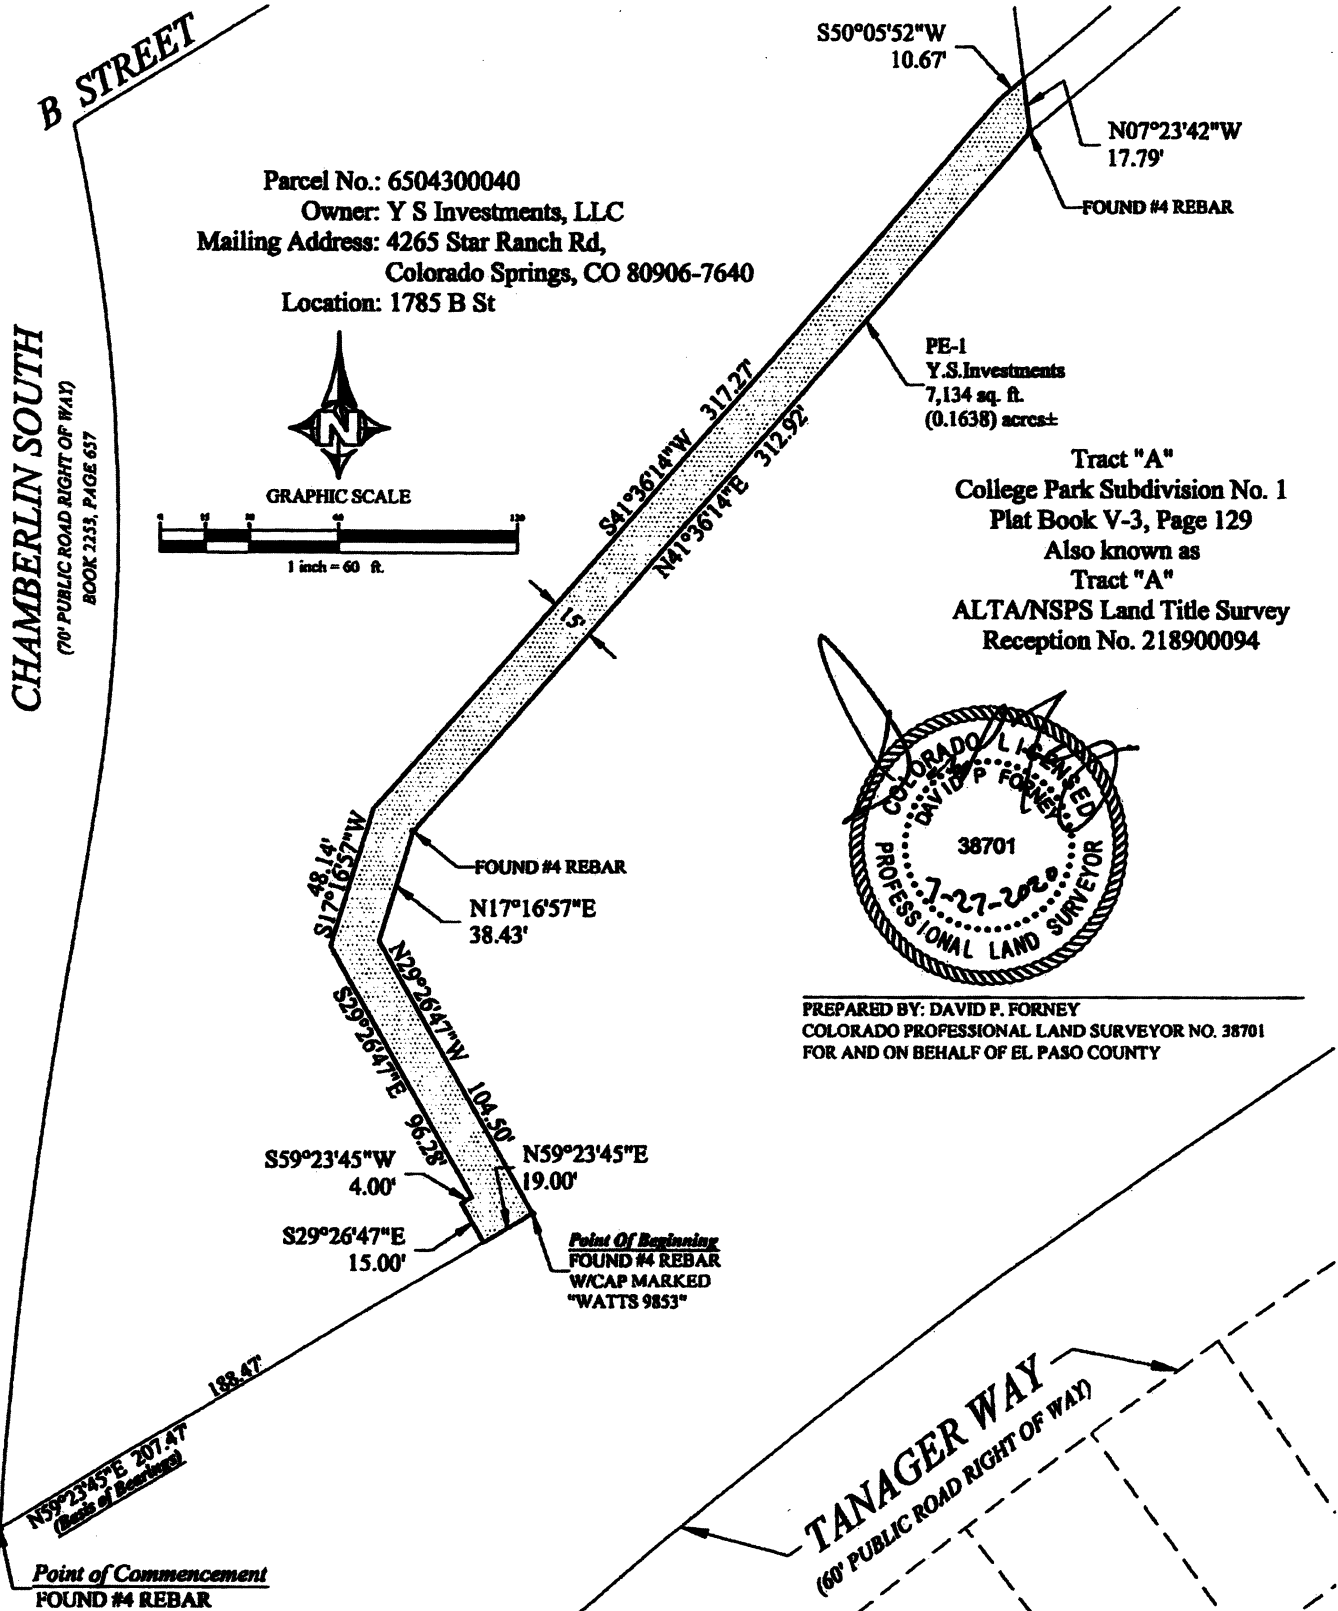 B STREET
S50°05'52"W
10.67'
N07°23'42"W
17.79'
FOUND #4 REBAR
Parcel No.: 6504300040
Owner: Y S Investments, LLC
Mailing Address: 4265 Star Ranch Rd,
Colorado Springs, CO 80906-7640
Location: 1785 B St
CHAMBERLIN SOUTH
(70' PUBLIC ROAD RIGHT OF WAY)
BOOK 2253, PAGE 657
N
GRAPHIC SCALE
0 15 30 60 120
1 inch = 60 ft.
S41°36'14"W 317.27'
N41°36'14"E 312.92'
15'
PE-1
Y.S.Investments
7,134 sq. ft.
(0.1638) acres±
Tract "A"
College Park Subdivision No. 1
Plat Book V-3, Page 129
Also known as
Tract "A"
ALTA/NSPS Land Title Survey
Reception No. 218900094
COLORADO LICENSED
DAVID P FORNEY
38701
7-27-2020
PROFESSIONAL LAND SURVEYOR
PREPARED BY: DAVID P. FORNEY
COLORADO PROFESSIONAL LAND SURVEYOR NO. 38701
FOR AND ON BEHALF OF EL PASO COUNTY
48.14'
S17°16'57"W
FOUND #4 REBAR
N17°16'57"E
38.43'
N29°26'47"W 104.50'
S29°26'47"E 96.28'
S59°23'45"W
4.00'
N59°23'45"E
19.00'
S29°26'47"E
15.00'
Point Of Beginning
FOUND #4 REBAR
W/CAP MARKED
"WATTS 9853"
188.47'
N59°23'45"E 207.47'
(Basis of Bearings)
Point of Commencement
FOUND #4 REBAR
TANAGER WAY
(60' PUBLIC ROAD RIGHT OF WAY)